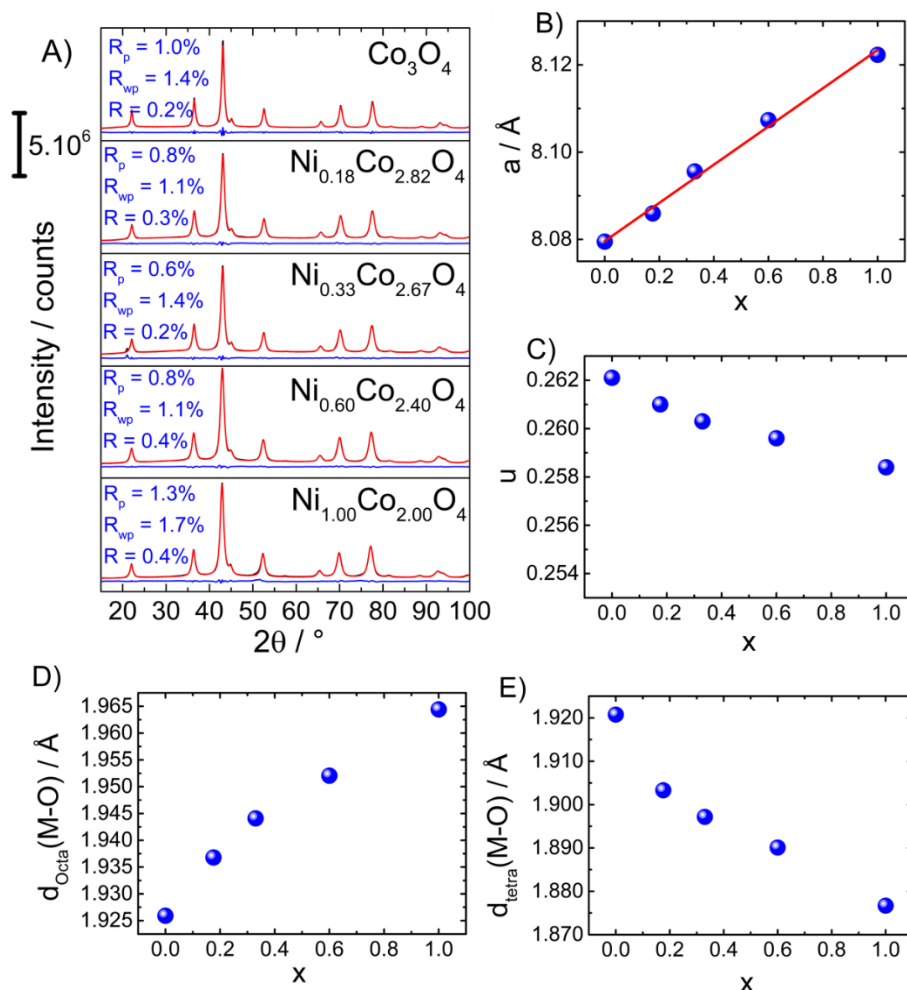 A)
5.10⁶
Intensity / counts
Rₚ = 1.0%
R_wp = 1.4%
R = 0.2%
Co₃O₄
Rₚ = 0.8%
R_wp = 1.1%
R = 0.3%
Ni₀.₁₈Co₂.₈₂O₄
Rₚ = 0.6%
R_wp = 1.4%
R = 0.2%
Ni₀.₃₃Co₂.₆₇O₄
Rₚ = 0.8%
R_wp = 1.1%
R = 0.4%
Ni₀.₆₀Co₂.₄₀O₄
Rₚ = 1.3%
R_wp = 1.7%
R = 0.4%
Ni₁.₀₀Co₂.₀₀O₄
20 30 40 50 60 70 80 90 100
2θ / °
B)
a / Å
8.12
8.10
8.08
0.0 0.2 0.4 0.6 0.8 1.0
x
C)
u
0.262
0.260
0.258
0.256
0.254
0.0 0.2 0.4 0.6 0.8 1.0
x
D)
d_Octa(M-O) / Å
1.965
1.960
1.955
1.950
1.945
1.940
1.935
1.930
1.925
0.0 0.2 0.4 0.6 0.8 1.0
x
E)
d_tetra(M-O) / Å
1.920
1.910
1.900
1.890
1.880
1.870
0.0 0.2 0.4 0.6 0.8 1.0
x